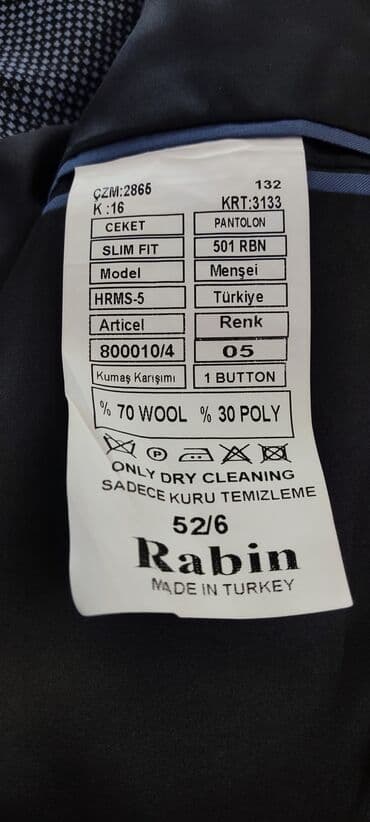 ÇZM:2865 132
K :16 KRT:3133
CEKET PANTOLON
SLIM FIT 501 RBN
Model Menşei
HRMS-5 Türkiye
Articel Renk
800010/4 05
Kumaş Karışımı 1 BUTTON
% 70 WOOL % 30 POLY
P
ONLY DRY CLEANING
SADECE KURU TEMIZLEME
52/6
Rabin
MADE IN TURKEY